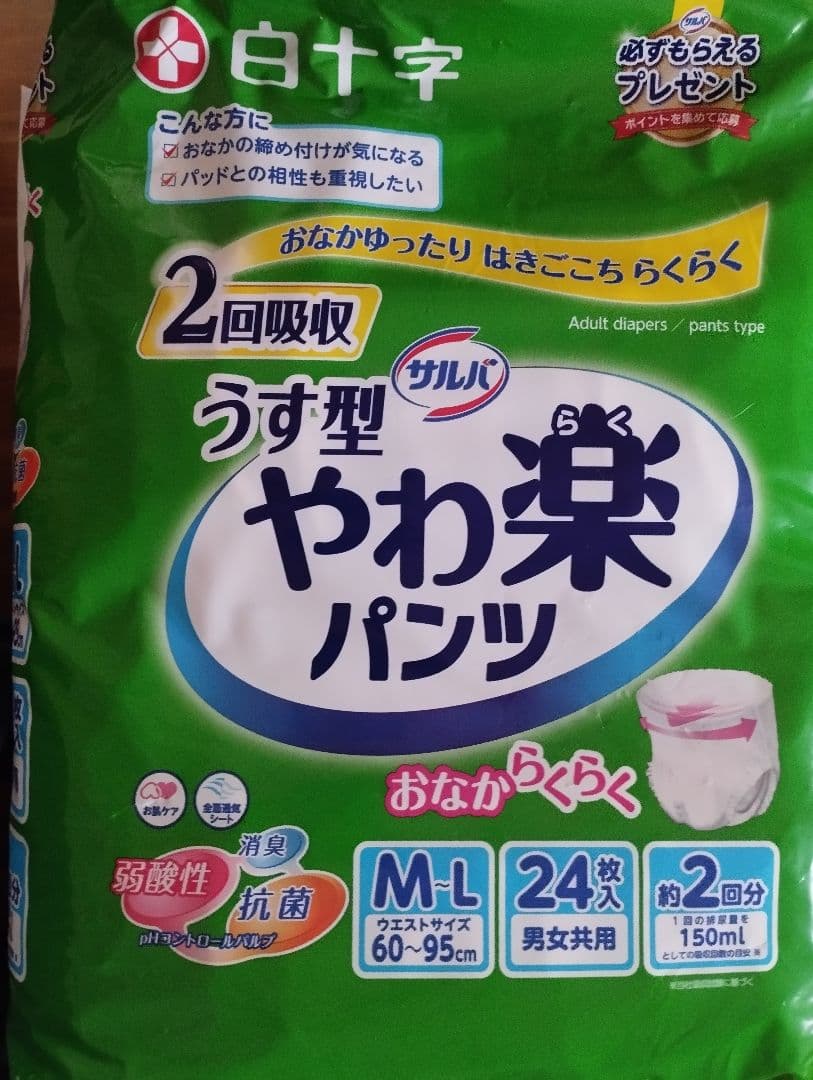 白十字
サルバ
必ずもらえる
プレゼント
ポイントを集めて応募
こんな方に
おなかの締め付けが気になる
パッドとの相性も重視したい
おなかゆったり はきごこち らくらく
2回吸収
Adult diapers / pants type
サルバ
うす型
らく
やわ楽
パンツ
おなからくらく
お肌ケア
全面通気
シート
消臭
弱酸性
抗菌
pHコントロールパルプ
M~L
ウエストサイズ
60~95cm
24枚入
男女共用
約2回分
1回の排尿量を
150ml
としての吸収回数の目安 ※